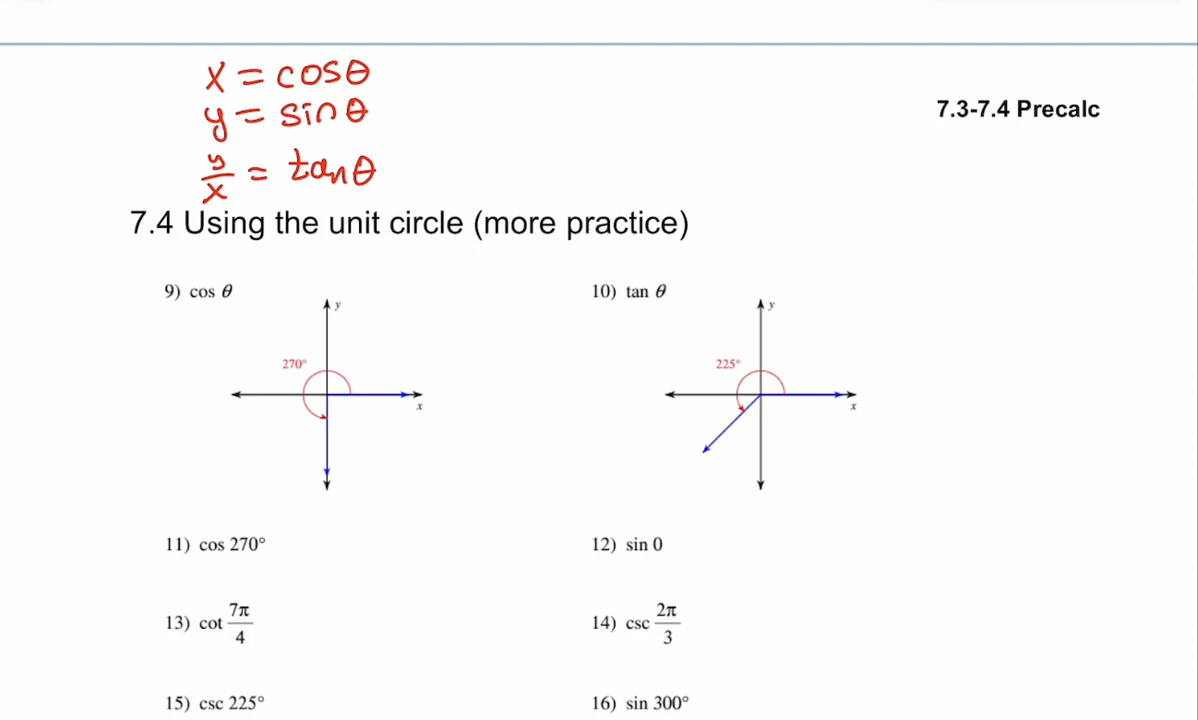 x = cosθ
y = sinθ
y/x = tanθ
7.3-7.4 Precalc
7.4 Using the unit circle (more practice)
9) cos θ
10) tan θ
y
270°
x
y
225°
x
11) cos 270°
12) sin 0
13) cot 7π/4
14) csc 2π/3
15) csc 225°
16) sin 300°